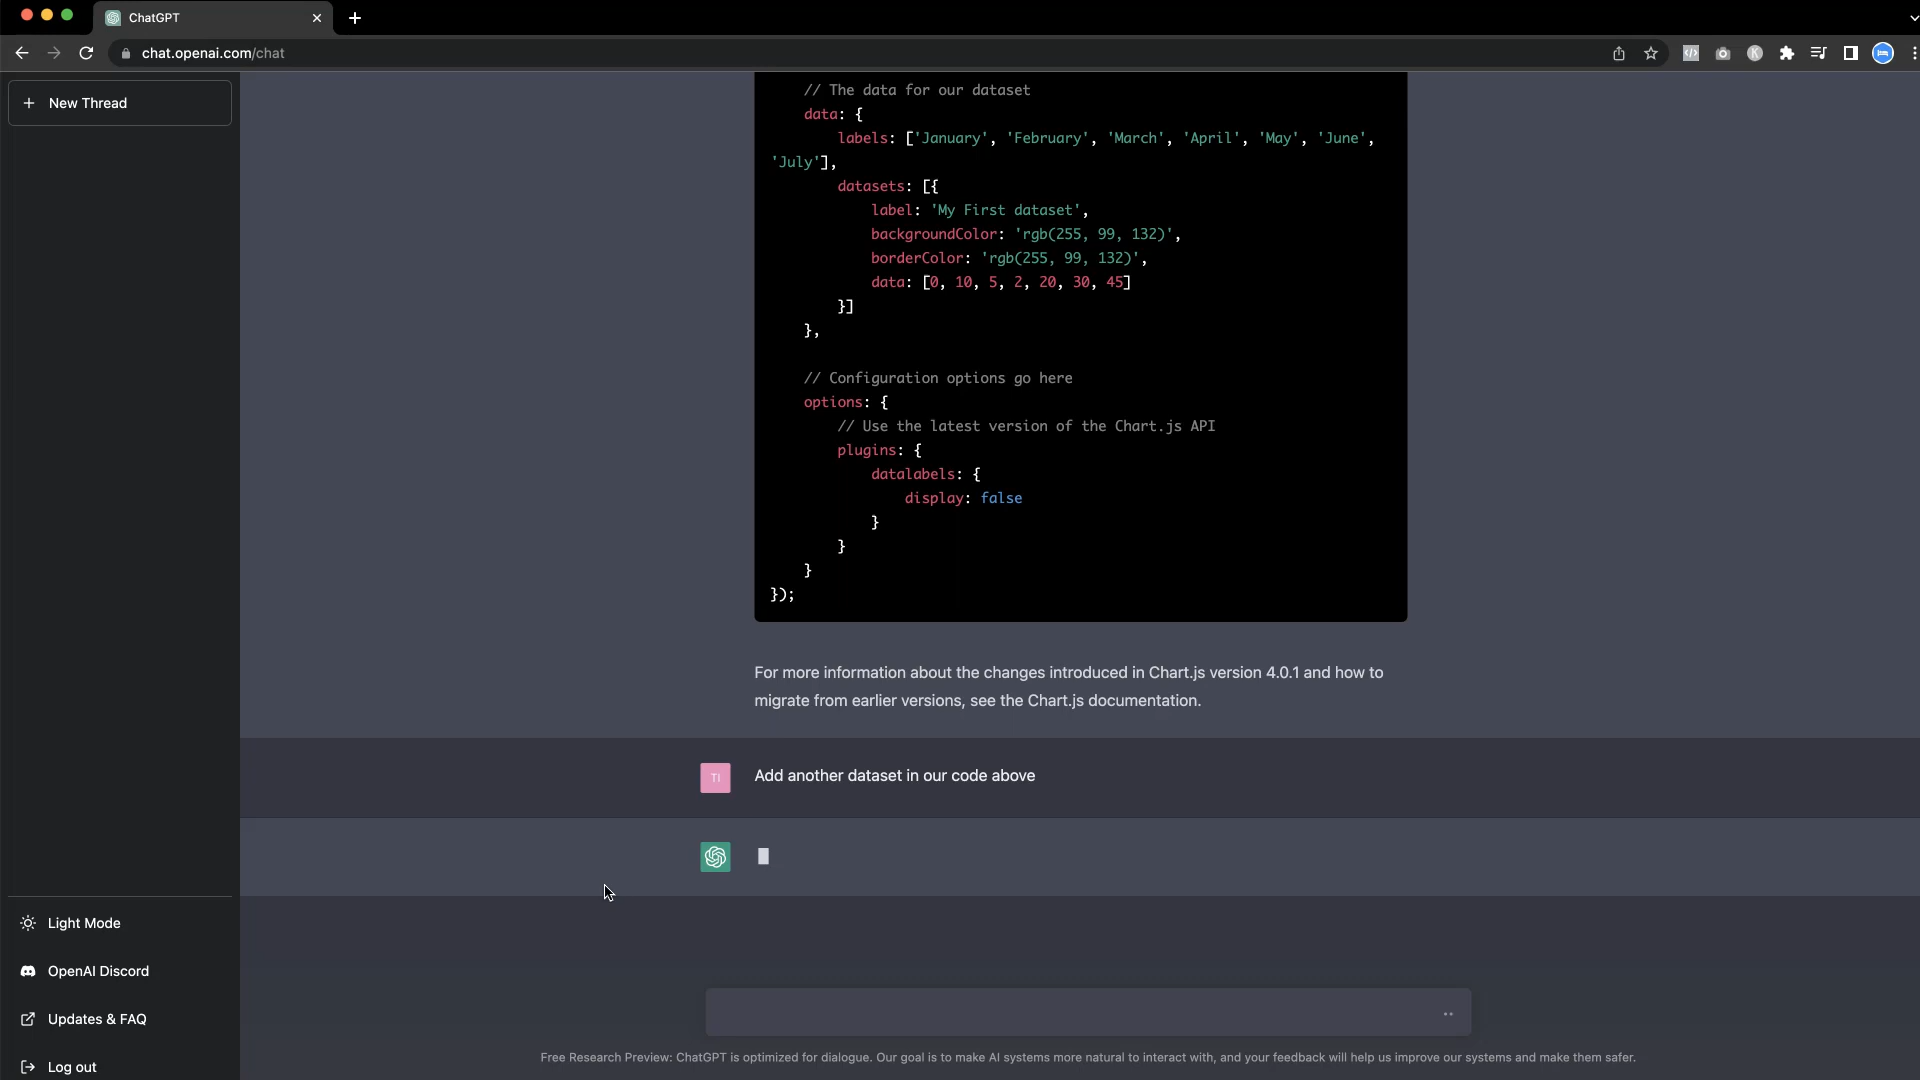 ChatGPT
chat.openai.com/chat
K
New Thread
// The data for our dataset
data: {
labels: ['January', 'February', 'March', 'April', 'May', 'June',
'July'],
datasets: [{
label: 'My First dataset',
backgroundColor: 'rgb(255, 99, 132)',
borderColor: 'rgb(255, 99, 132)',
data: [0, 10, 5, 2, 20, 30, 45]
}]
},
// Configuration options go here
options: {
// Use the latest version of the Chart.js API
plugins: {
datalabels: {
display: false
}
}
}
});
For more information about the changes introduced in Chart.js version 4.0.1 and how to
migrate from earlier versions, see the Chart.js documentation.
TI
Add another dataset in our code above
Light Mode
OpenAI Discord
Updates & FAQ
Log out
Free Research Preview: ChatGPT is optimized for dialogue. Our goal is to make AI systems more natural to interact with, and your feedback will help us improve our systems and make them safer.